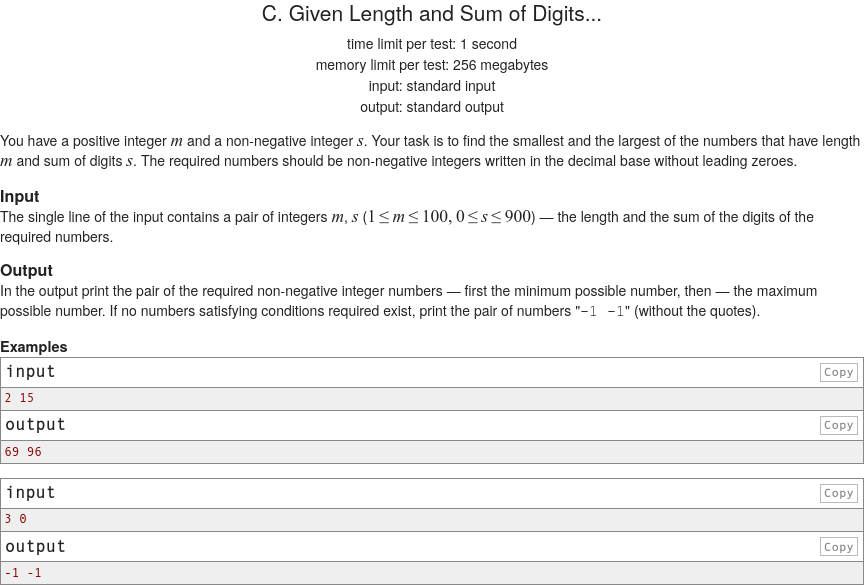 C. Given Length and Sum of Digits...
time limit per test: 1 second
memory limit per test: 256 megabytes
input: standard input
output: standard output
You have a positive integer m and a non-negative integer s. Your task is to find the smallest and the largest of the numbers that have length
m and sum of digits s. The required numbers should be non-negative integers written in the decimal base without leading zeroes.
Input
The single line of the input contains a pair of integers m, s (1 ≤ m ≤ 100, 0 ≤ s ≤ 900) — the length and the sum of the digits of the
required numbers.
Output
In the output print the pair of the required non-negative integer numbers — first the minimum possible number, then — the maximum
possible number. If no numbers satisfying conditions required exist, print the pair of numbers "-1 -1" (without the quotes).
Examples
input Copy
2 15
output Copy
69 96
input Copy
3 0
output Copy
-1 -1